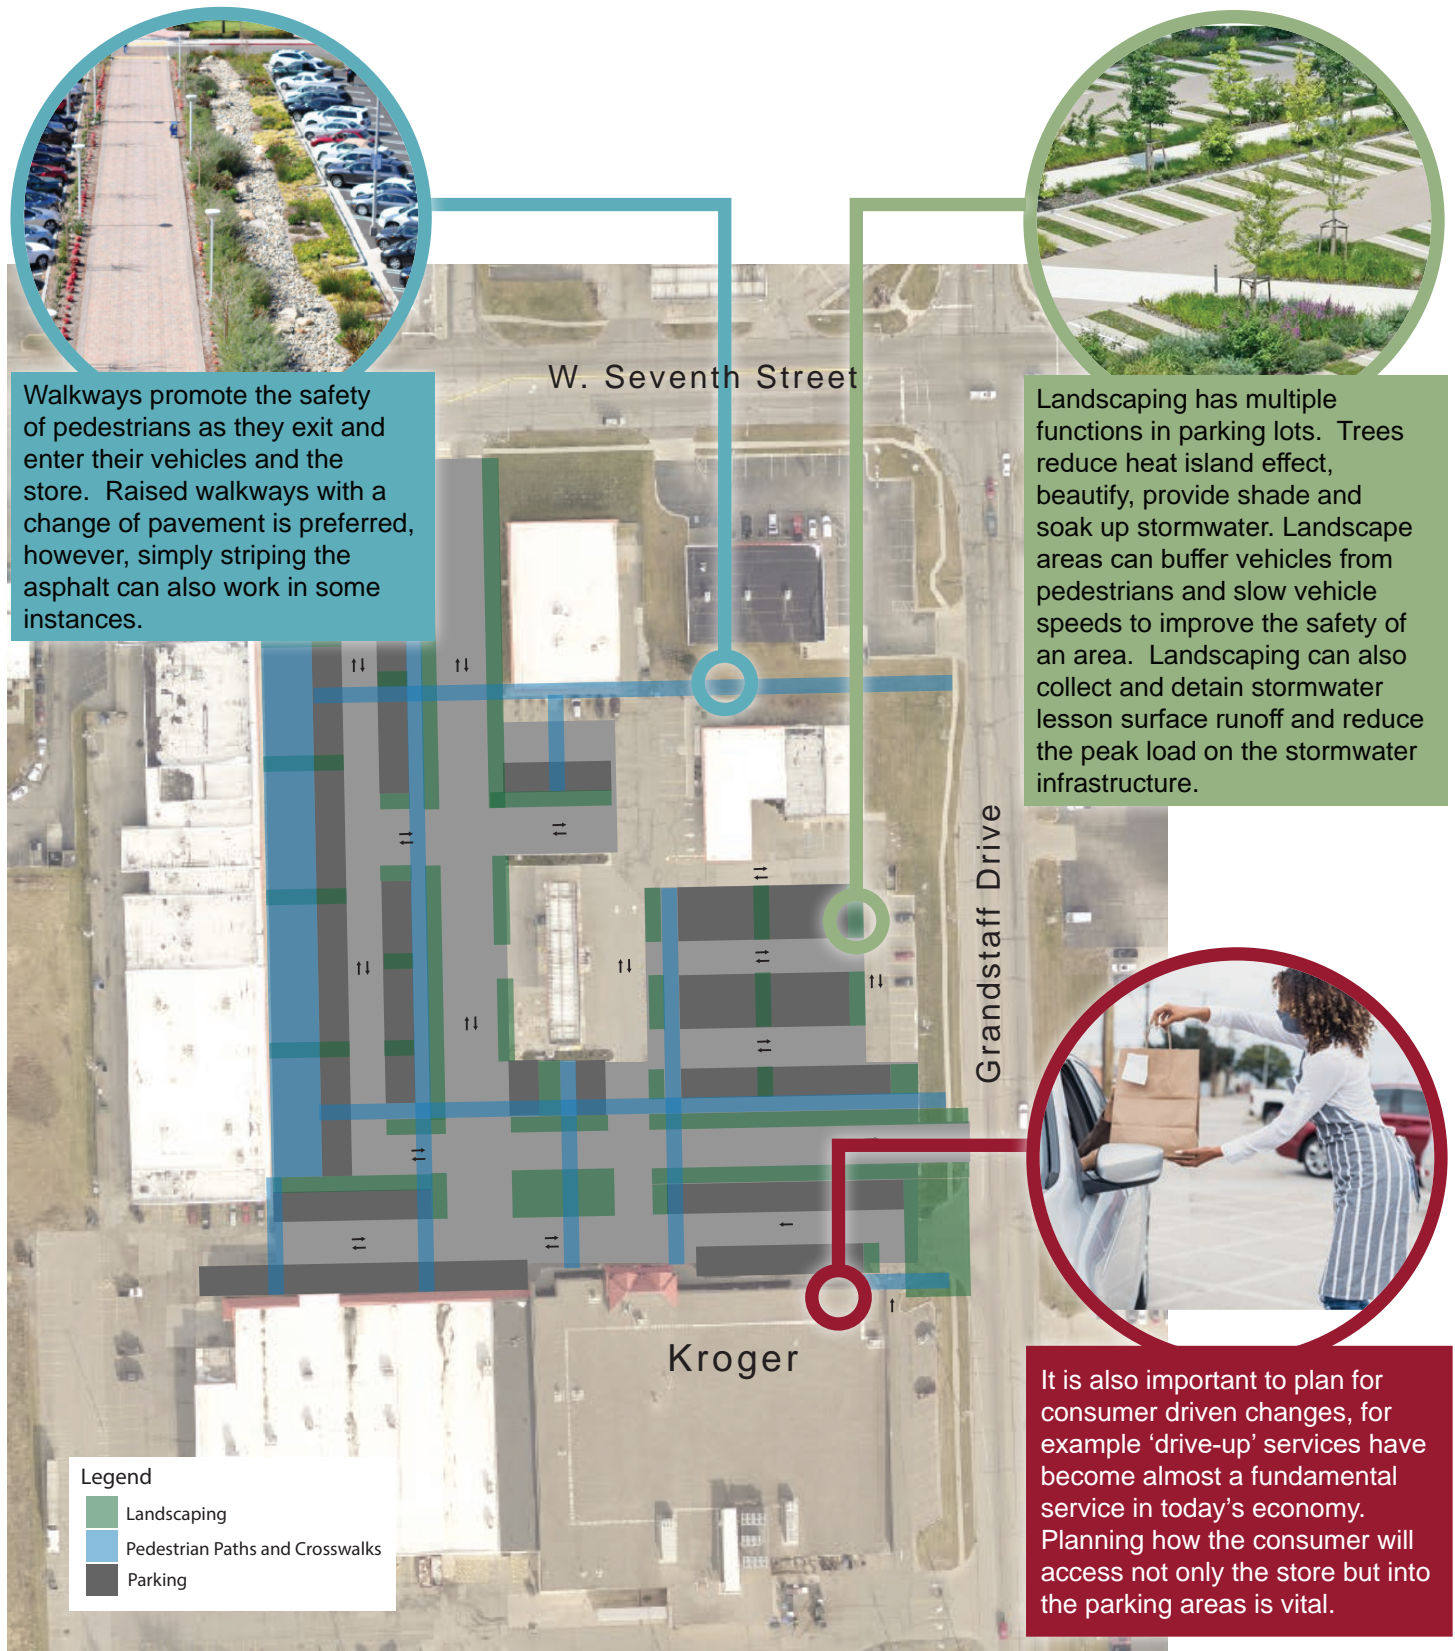 Walkways promote the safety
of pedestrians as they exit and
enter their vehicles and the
store.  Raised walkways with a
change of pavement is preferred,
however, simply striping the
asphalt can also work in some
instances.
W. Seventh Street
Landscaping has multiple
functions in parking lots.  Trees
reduce heat island effect,
beautify, provide shade and
soak up stormwater. Landscape
areas can buffer vehicles from
pedestrians and slow vehicle
speeds to improve the safety of
an area.  Landscaping can also
collect and detain stormwater
lesson surface runoff and reduce
the peak load on the stormwater
infrastructure.
Grandstaff Drive
Kroger
It is also important to plan for
consumer driven changes, for
example ‘drive-up’ services have
become almost a fundamental
service in today’s economy.
Planning how the consumer will
access not only the store but into
the parking areas is vital.
Legend
Landscaping
Pedestrian Paths and Crosswalks
Parking